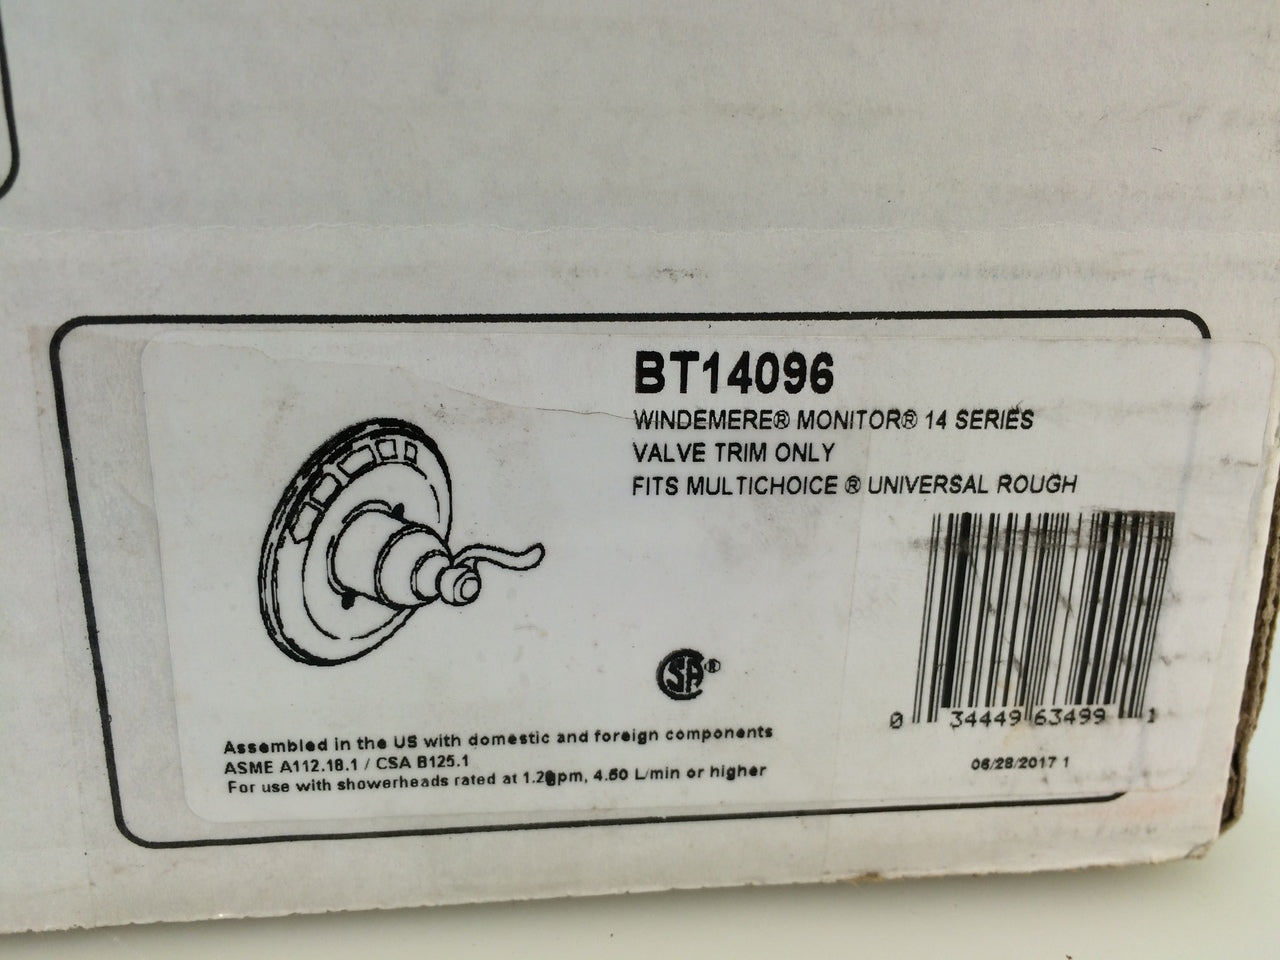 BT14096
WINDEMERE® MONITOR® 14 SERIES
VALVE TRIM ONLY
FITS MULTICHOICE ® UNIVERSAL ROUGH
SA®
0 34449 63499 1
06/28/2017 1
Assembled in the US with domestic and foreign components
ASME A112.18.1 / CSA B125.1
For use with showerheads rated at 1.2gpm, 4.50 L/min or higher